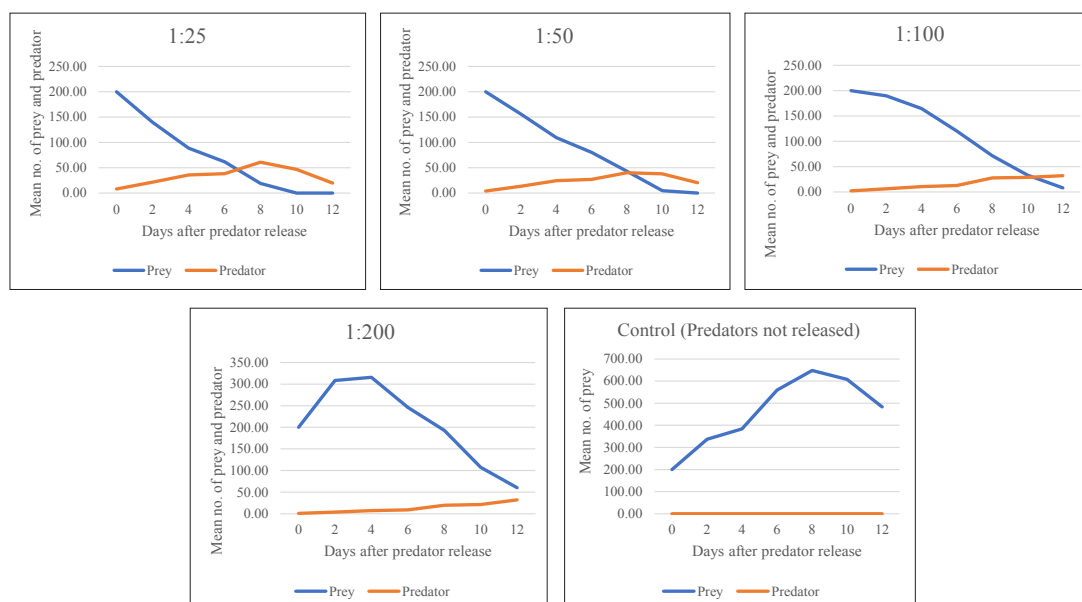 1:25
Mean no. of prey and predator
250.00
200.00
150.00
100.00
50.00
0.00
0 2 4 6 8 10 12
Days after predator release
Prey Predator
1:50
Mean no. of prey and predator
250.00
200.00
150.00
100.00
50.00
0.00
0 2 4 6 8 10 12
Days after predator release
Prey Predator
1:100
Mean no. of prey and predator
250.00
200.00
150.00
100.00
50.00
0.00
0 2 4 6 8 10 12
Days after predator release
Prey Predator
1:200
Mean no. of prey and predator
350.00
300.00
250.00
200.00
150.00
100.00
50.00
0.00
0 2 4 6 8 10 12
Days after predator release
Prey Predator
Control (Predators not released)
Mean no. of prey
700.00
600.00
500.00
400.00
300.00
200.00
100.00
0.00
0 2 4 6 8 10 12
Days after predator release
Prey Predator